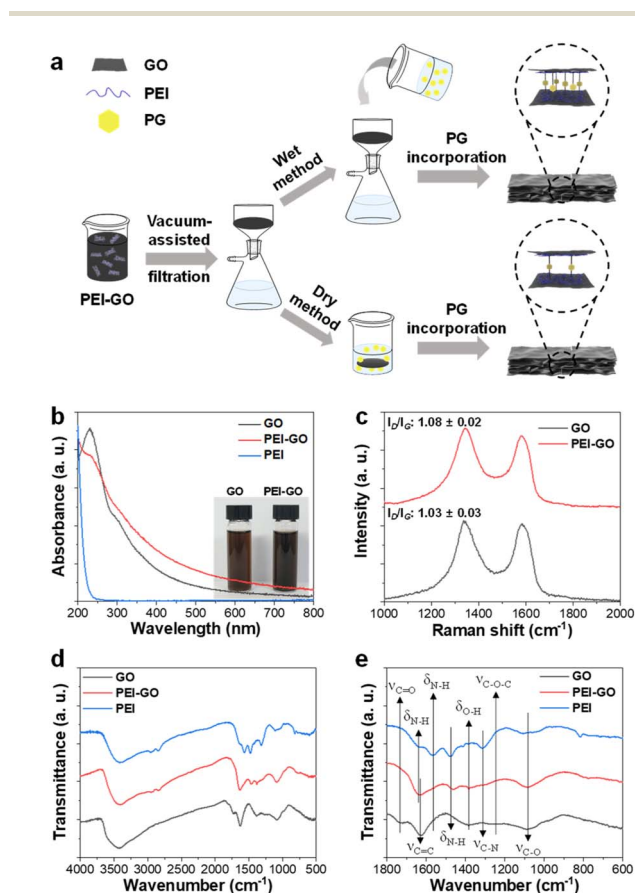 a
GO
PEI
PG
PEI-GO
Vacuum-
assisted
filtration
Wet
method
Dry
method
PG
incorporation
PG
incorporation
b
GO
PEI-GO
PEI
GO PEI-GO
Absorbance (a. u.)
200 300 400 500 600 700 800
Wavelength (nm)
c
I_D/I_G: 1.08 ± 0.02
GO
PEI-GO
I_D/I_G: 1.03 ± 0.03
Intensity (a. u.)
1000 1200 1400 1600 1800 2000
Raman shift (cm⁻¹)
d
GO
PEI-GO
PEI
Transmittance (a. u.)
4000 3500 3000 2500 2000 1500 1000 500
Wavenumber (cm⁻¹)
e
GO
PEI-GO
PEI
ν_C=O
δ_N-H
δ_N-H
δ_O-H
ν_C-O-C
ν_C=C
δ_N-H
ν_C-N
ν_C-O
Transmittance (a. u.)
1800 1600 1400 1200 1000 800 600
Wavenumber (cm⁻¹)